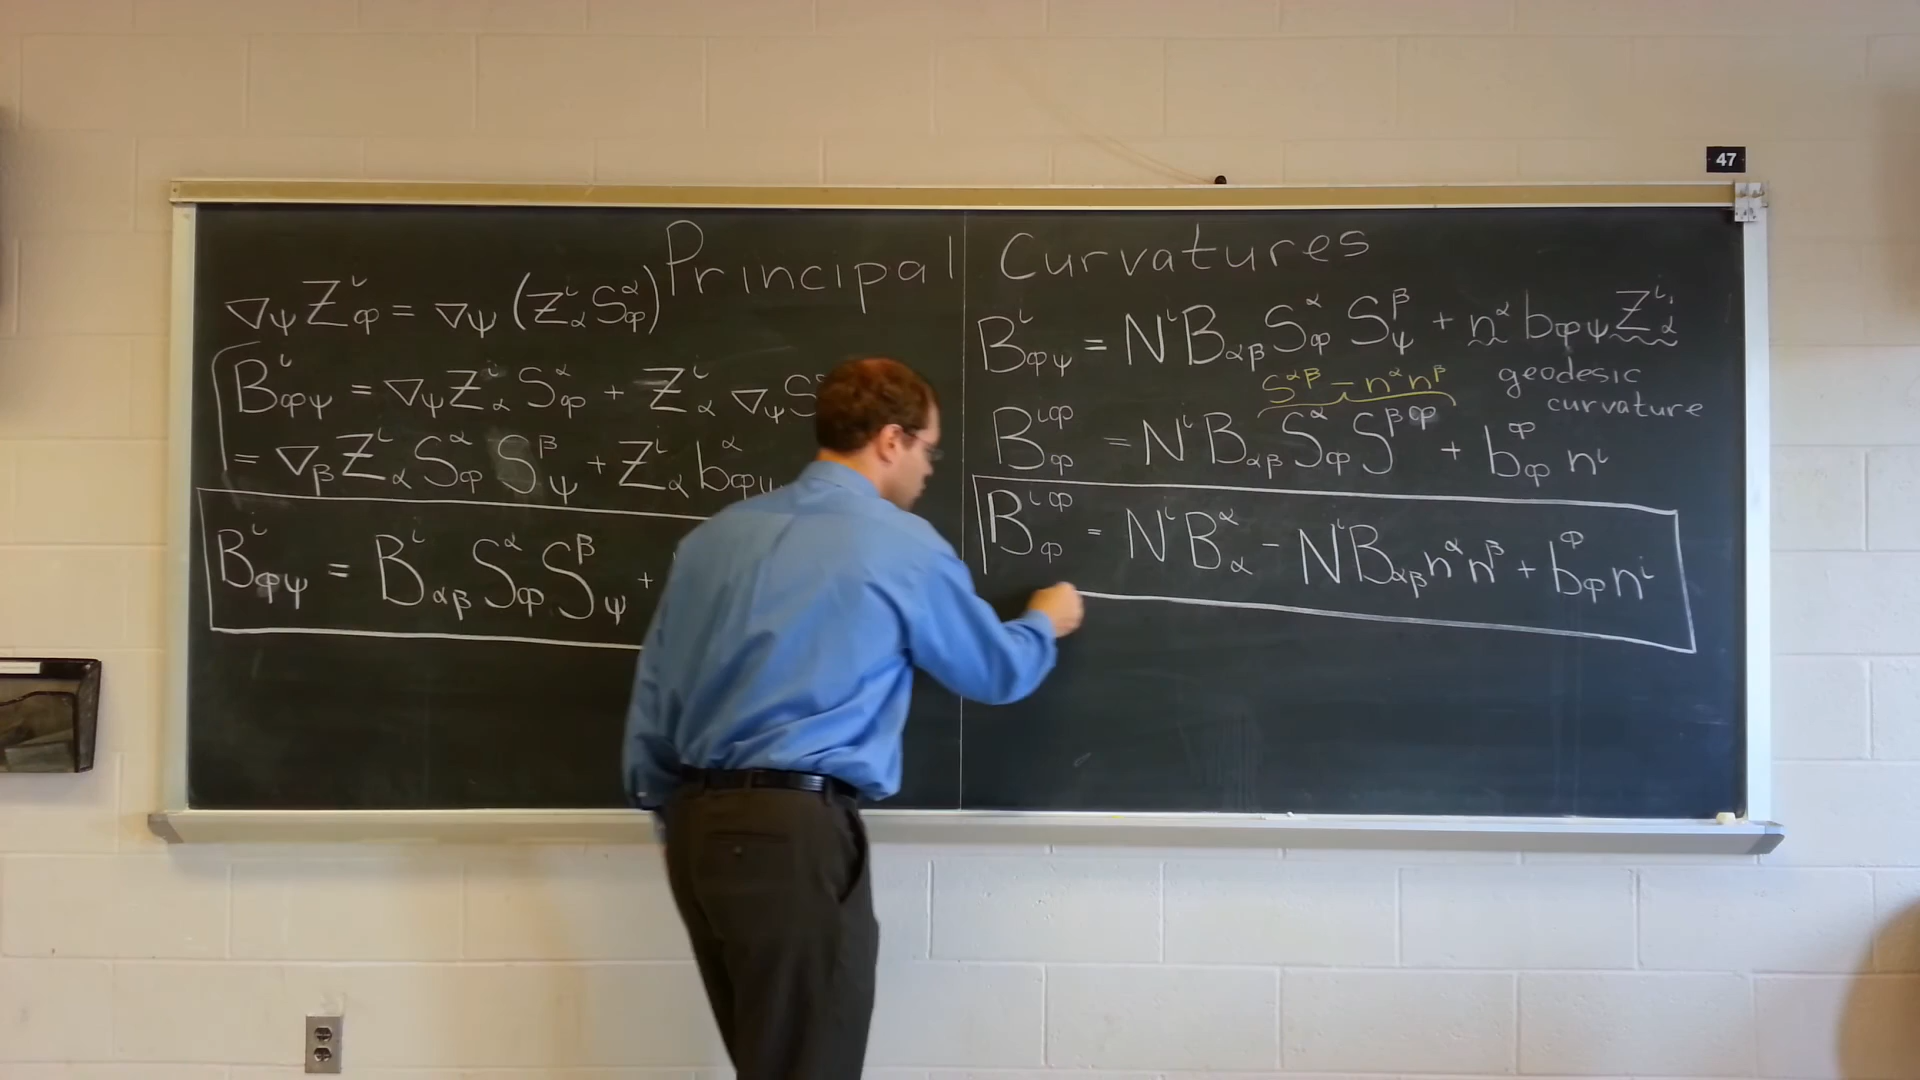 47
Principal Curvatures
∇_ψ Z^i_Φ = ∇_ψ (Z^i_α S^α_Φ)
B^i_Φψ = ∇_ψ Z^i_α S^α_Φ + Z^i_α ∇_ψ S
= ∇_β Z^i_α S^α_Φ S^β_ψ + Z^i_α b^α_Φψ
B^i_Φψ = B^i_αβ S^α_Φ S^β_ψ +
B^i_Φψ = N^i B_αβ S^α_Φ S^β_ψ + n^α b_Φψ Z^i_α
geodesic
curvature
S^αβ − n^α n^β
B^iΦ_Φ = N^i B_αβ S^α_Φ S^βΦ + b^Φ_Φ n^i
B^iΦ_Φ = N^i B^α_α − N^i B_αβ n^α n^β + b^Φ_Φ n^i